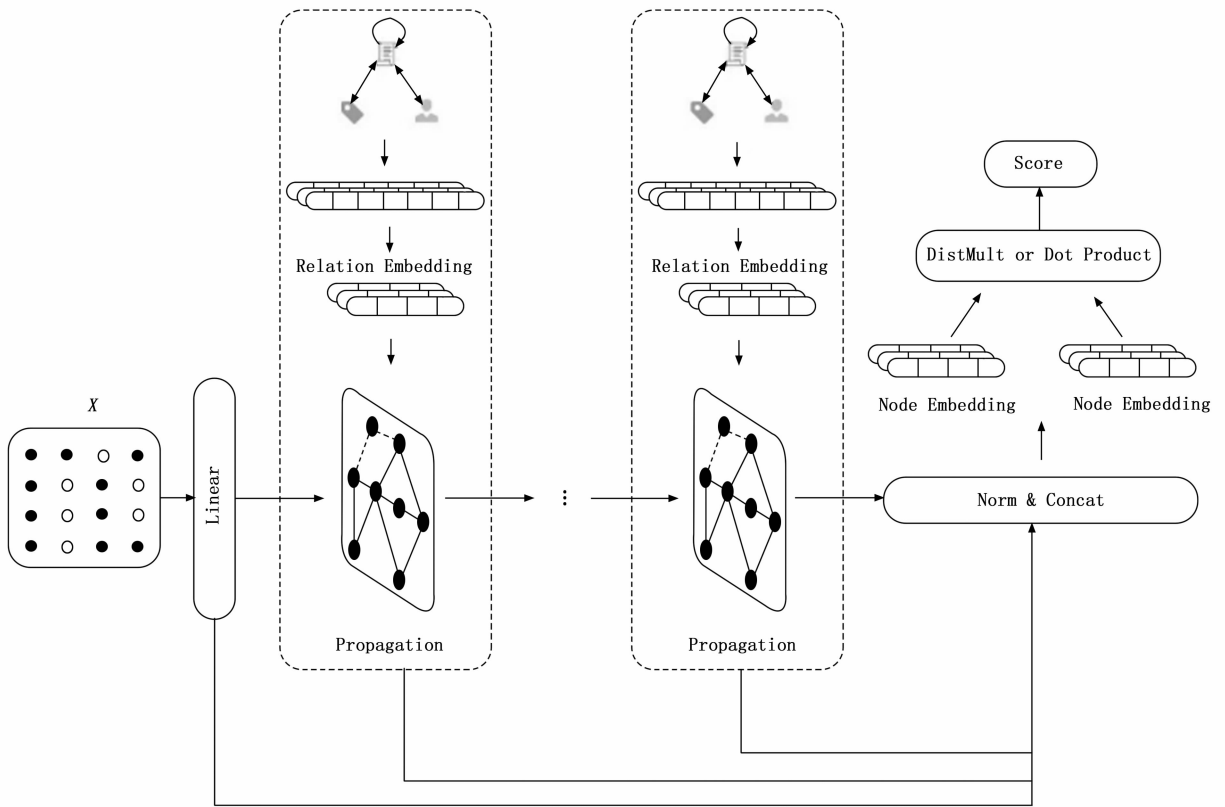 X
Linear
Relation Embedding
Propagation
...
Relation Embedding
Propagation
Score
DistMult or Dot Product
Node Embedding
Node Embedding
Norm & Concat